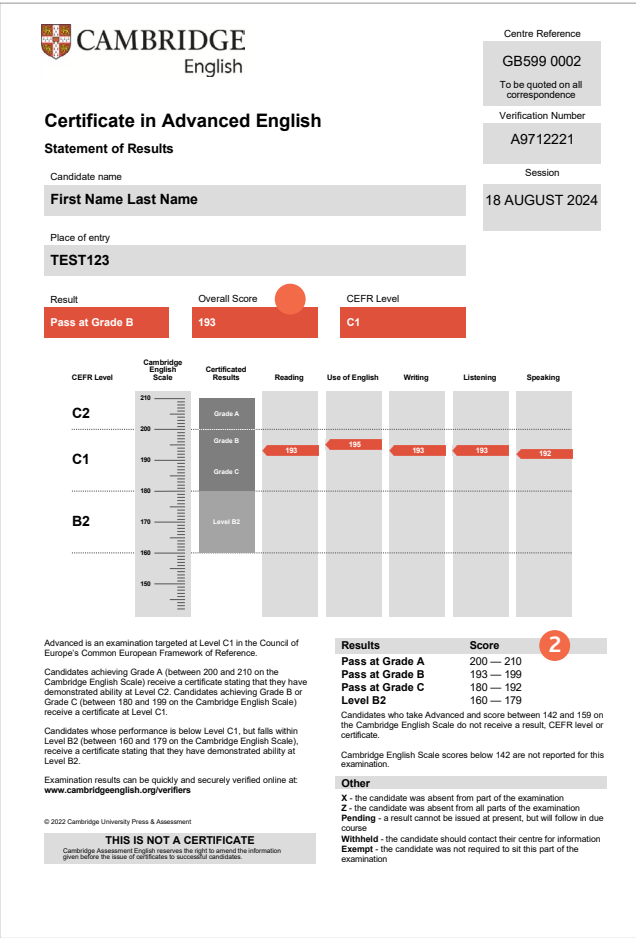 CAMBRIDGE
English
Centre Reference
GB599 0002
To be quoted on all
correspondence
Verification Number
A9712221
Session
18 AUGUST 2024
Certificate in Advanced English
Statement of Results
Candidate name
First Name Last Name
Place of entry
TEST123
Result
Overall Score
CEFR Level
Pass at Grade B
193
C1
CEFR Level
Cambridge
English
Scale
Certificated
Results
Reading
Use of English
Writing
Listening
Speaking
210
C2
Grade A
200
Grade B
C1
190
193
195
193
193
192
Grade C
180
B2
170
Level B2
160
150
Advanced is an examination targeted at Level C1 in the Council of
Europe's Common European Framework of Reference.
Candidates achieving Grade A (between 200 and 210 on the
Cambridge English Scale) receive a certificate stating that they have
demonstrated ability at Level C2. Candidates achieving Grade B or
Grade C (between 180 and 199 on the Cambridge English Scale)
receive a certificate at Level C1.
Candidates whose performance is below Level C1, but falls within
Level B2 (between 160 and 179 on the Cambridge English Scale),
receive a certificate stating that they have demonstrated ability at
Level B2.
Examination results can be quickly and securely verified online at:
www.cambridgeenglish.org/verifiers
© 2022 Cambridge University Press & Assessment
THIS IS NOT A CERTIFICATE
Cambridge Assessment English reserves the right to amend the information
given before the issue of certificates to successful candidates.
Results Score 2
Pass at Grade A 200 — 210
Pass at Grade B 193 — 199
Pass at Grade C 180 — 192
Level B2 160 — 179
Candidates who take Advanced and score between 142 and 159 on
the Cambridge English Scale do not receive a result, CEFR level or
certificate.
Cambridge English Scale scores below 142 are not reported for this
examination.
Other
X - the candidate was absent from part of the examination
Z - the candidate was absent from all parts of the examination
Pending - a result cannot be issued at present, but will follow in due
course
Withheld - the candidate should contact their centre for information
Exempt - the candidate was not required to sit this part of the
examination